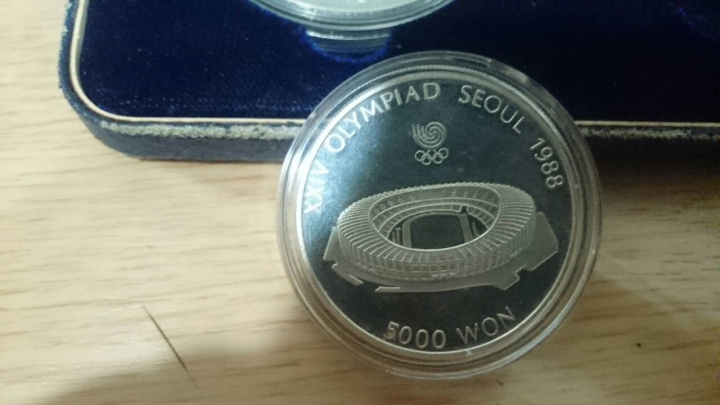 XXIV OLYMPIAD SEOUL 1988
5000 WON